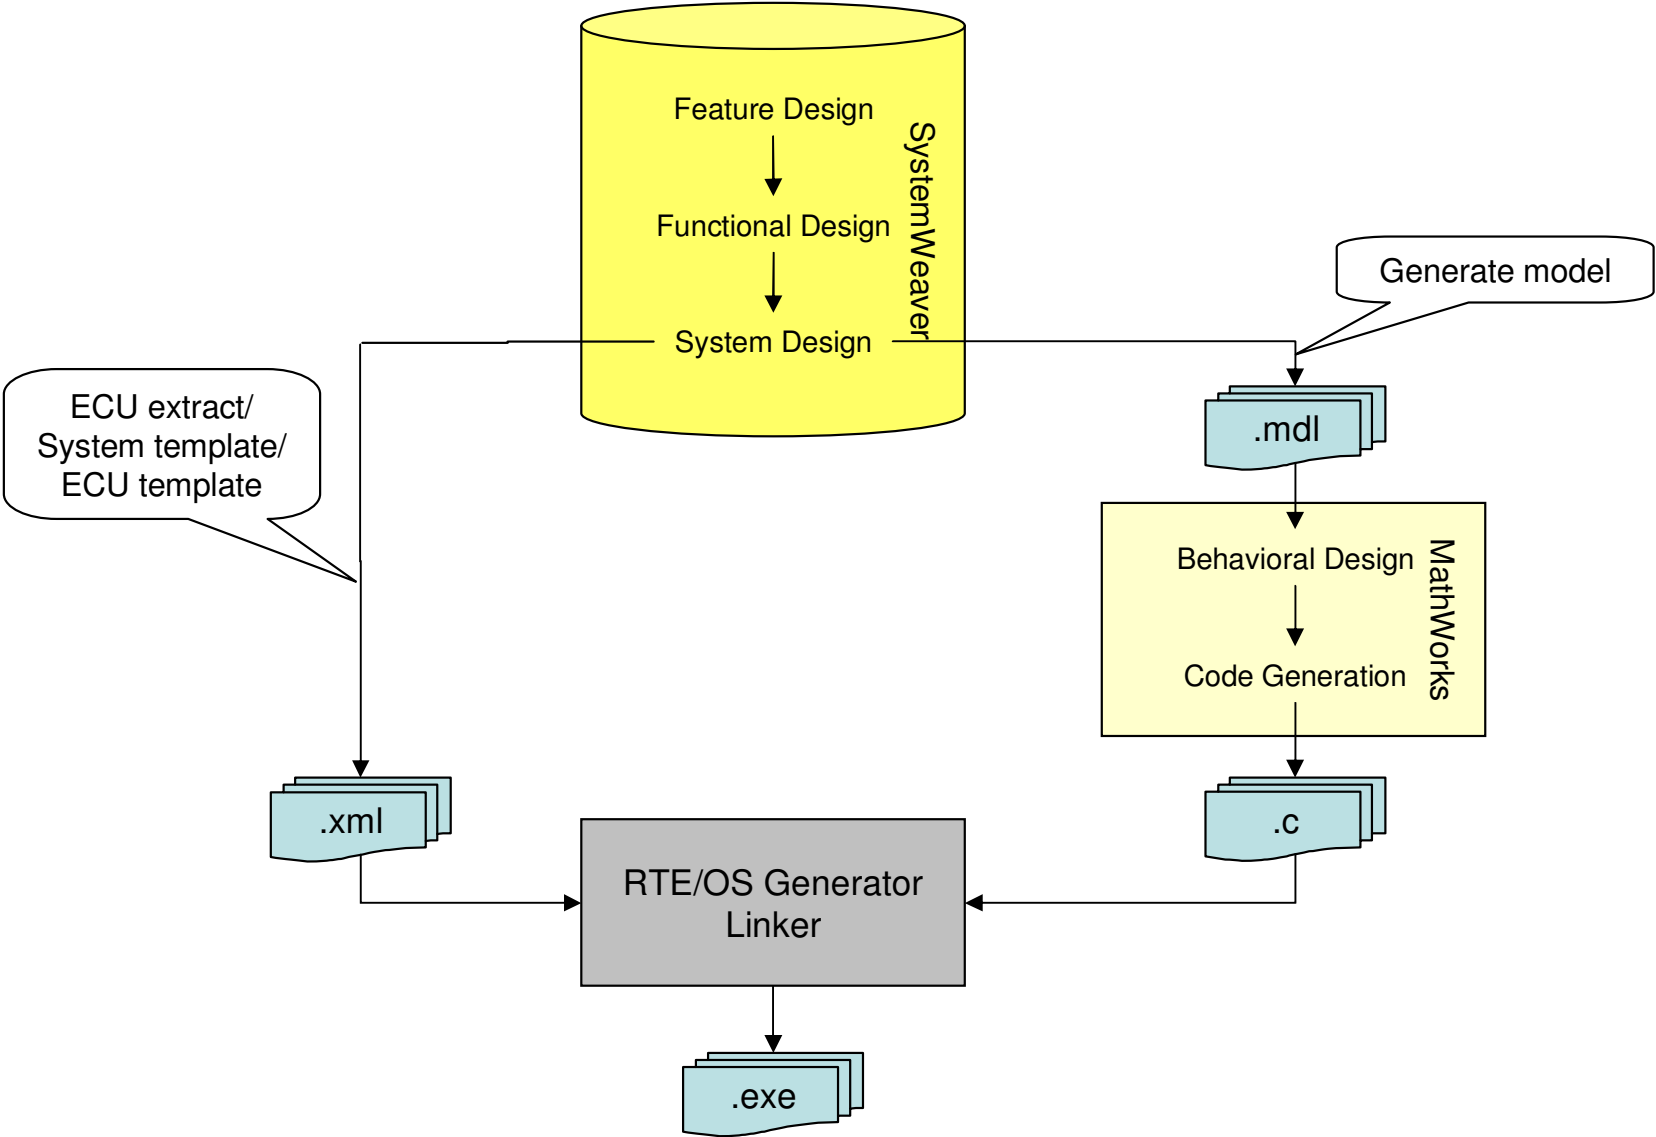 Feature Design
SystemWeaver
Functional Design
Generate model
System Design
ECU extract/
System template/
ECU template
.mdl
Behavioral Design
MathWorks
Code Generation
.xml
.c
RTE/OS Generator
Linker
.exe